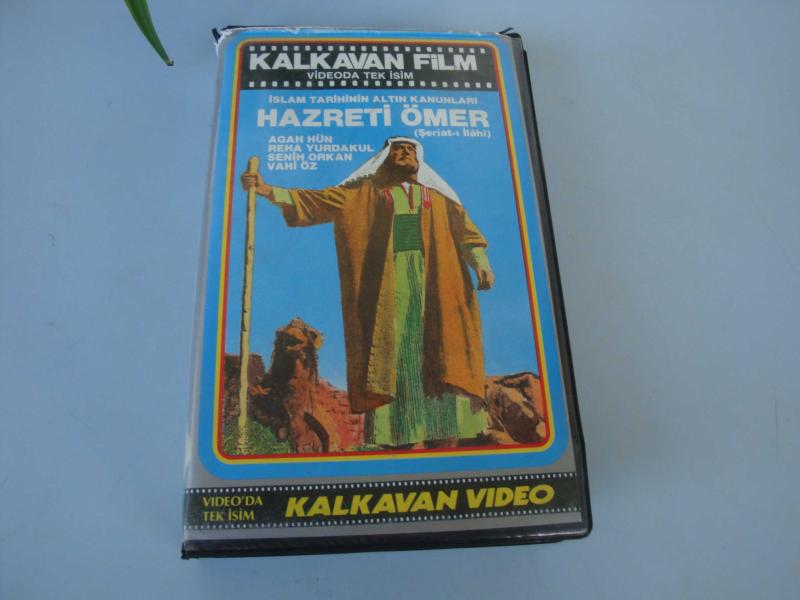 KALKAVAN FİLM
VİDEODA TEK İSİM
İSLAM TARİHİNİN ALTIN KANUNLARI
HAZRETİ ÖMER
(Şeriat-ı İlâhi)
AGAH HÜN
REHA YURDAKUL
SENİH ORKAN
VAHİ ÖZ
VIDEO'DA
TEK İSİM
KALKAVAN VIDEO